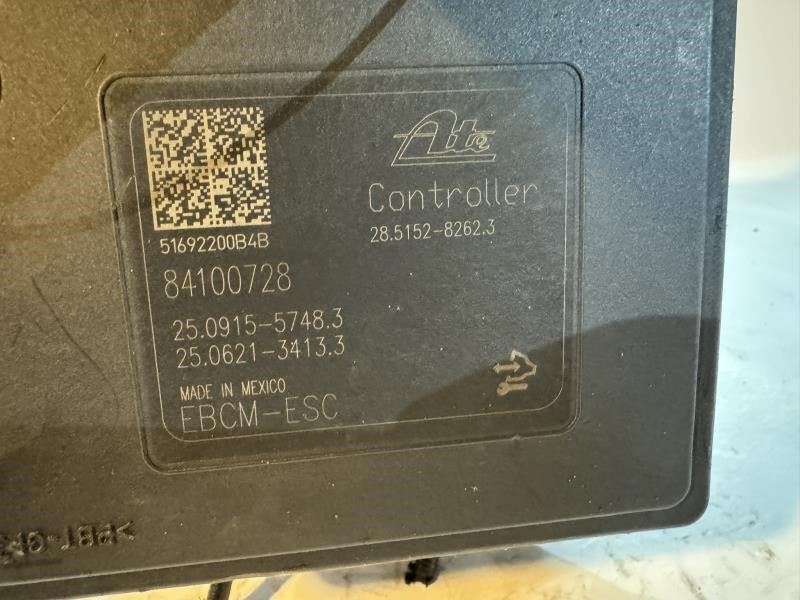 Ate
Controller
28.5152-8262.3
51692200B4B
84100728
25.0915-5748.3
25.0621-3413.3
MADE IN MEXICO
EBCM-ESC
>PBT-